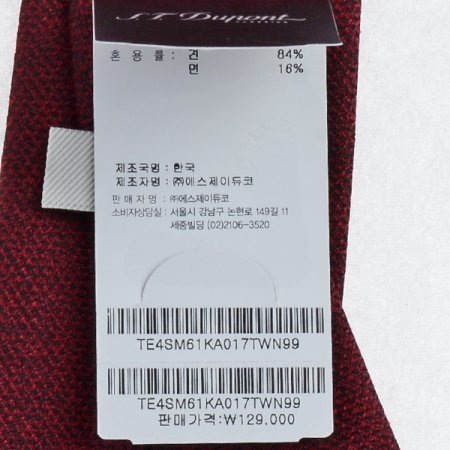 S.T. Dupont
혼 용 률 : 견 84%
면 16%
제조국명 : 한국
제조자명 : ㈜에스제이듀코
판 매 자 명 : ㈜에스제이듀코
소비자상담실 : 서울시 강남구 논현로 149길 11
세중빌딩 (02)2106-3520
TE4SM61KA017TWN99
TE4SM61KA017TWN99
판매가격:₩129,000